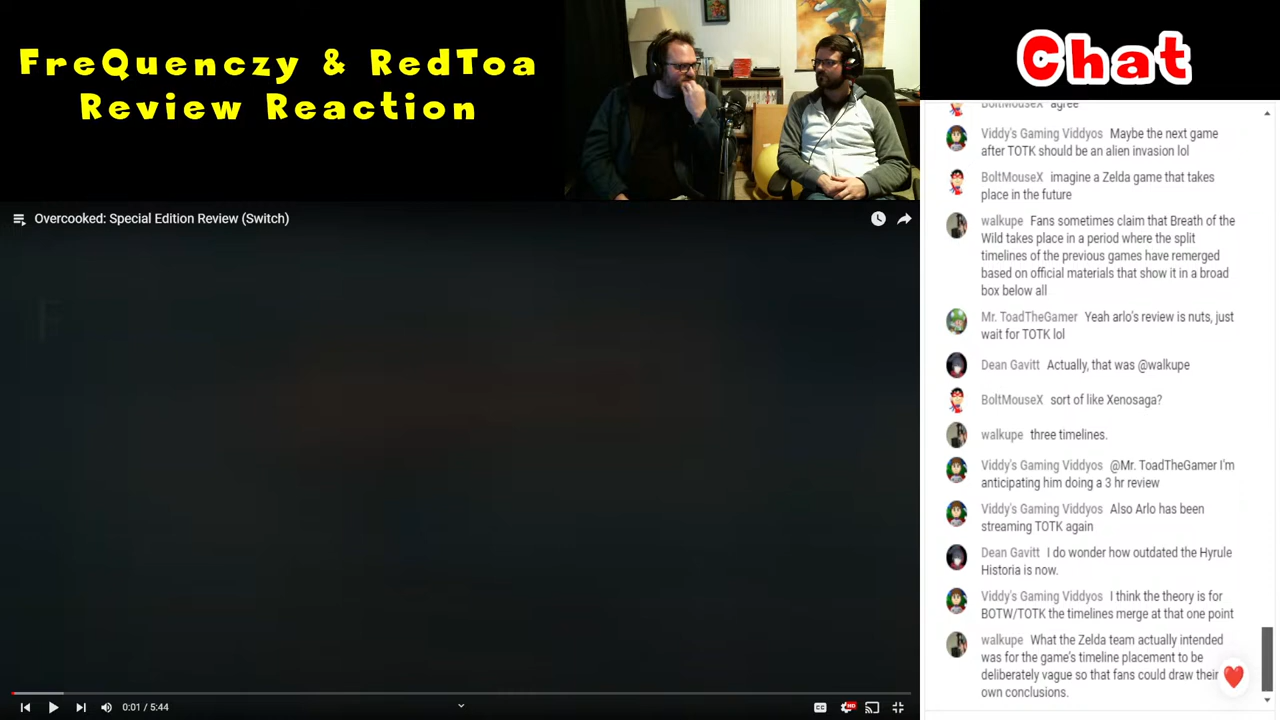 FreQuenczy & RedToa
Review Reaction
Chat
Overcooked: Special Edition Review (Switch)
0:01 / 5:44
HD
CC
BoltMouseX agree
Viddy's Gaming Viddyos Maybe the next game
after TOTK should be an alien invasion lol
BoltMouseX imagine a Zelda game that takes
place in the future
walkupe Fans sometimes claim that Breath of the
Wild takes place in a period where the split
timelines of the previous games have remerged
based on official materials that show it in a broad
box below all
Mr. ToadTheGamer Yeah arlo's review is nuts, just
wait for TOTK lol
Dean Gavitt Actually, that was @walkupe
BoltMouseX sort of like Xenosaga?
walkupe three timelines.
Viddy's Gaming Viddyos @Mr. ToadTheGamer I'm
anticipating him doing a 3 hr review
Viddy's Gaming Viddyos Also Arlo has been
streaming TOTK again
Dean Gavitt I do wonder how outdated the Hyrule
Historia is now.
Viddy's Gaming Viddyos I think the theory is for
BOTW/TOTK the timelines merge at that one point
walkupe What the Zelda team actually intended
was for the game's timeline placement to be
deliberately vague so that fans could draw their
own conclusions.